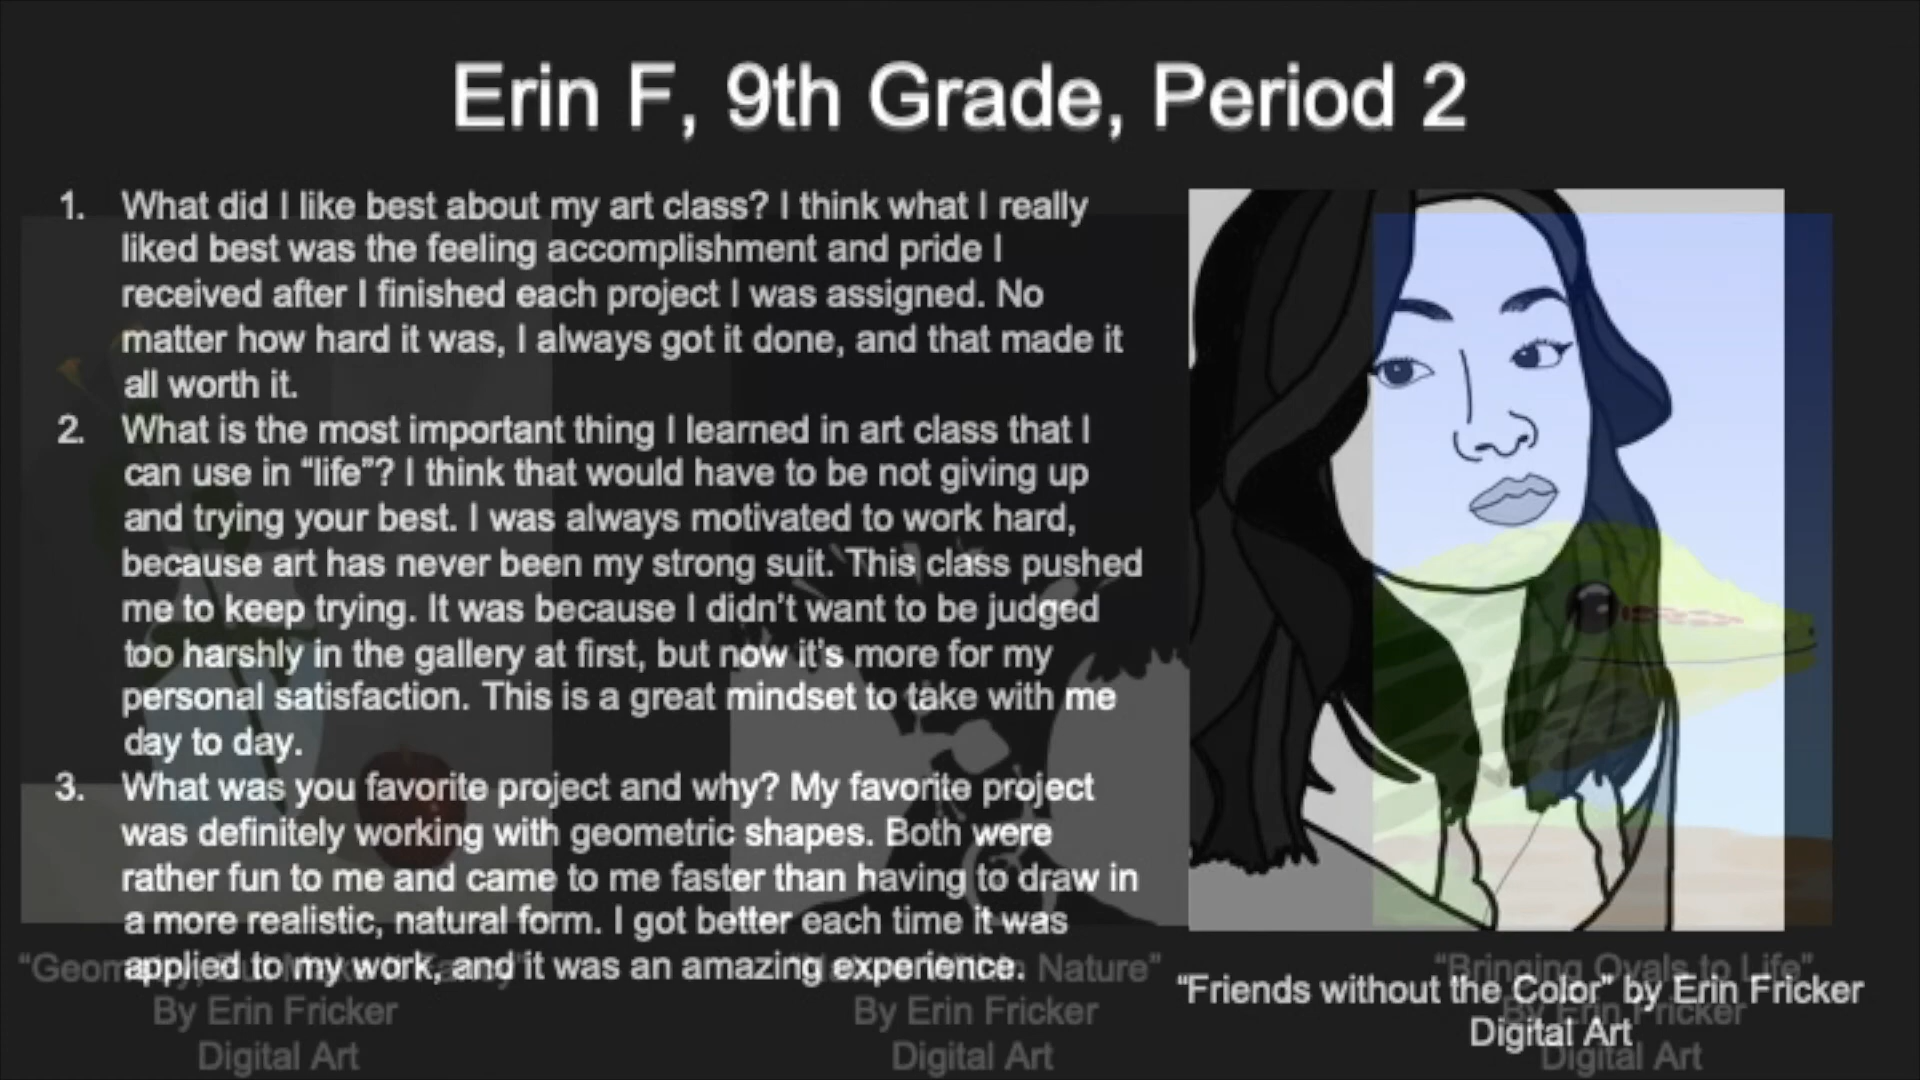 Erin F, 9th Grade, Period 2
1. What did I like best about my art class? I think what I really
liked best was the feeling accomplishment and pride I
received after I finished each project I was assigned. No
matter how hard it was, I always got it done, and that made it
all worth it.
2. What is the most important thing I learned in art class that I
can use in “life”? I think that would have to be not giving up
and trying your best. I was always motivated to work hard,
because art has never been my strong suit. This class pushed
me to keep trying. It was because I didn’t want to be judged
too harshly in the gallery at first, but now it’s more for my
personal satisfaction. This is a great mindset to take with me
day to day.
3. What was you favorite project and why? My favorite project
was definitely working with geometric shapes. Both were
rather fun to me and came to me faster than having to draw in
a more realistic, natural form. I got better each time it was
applied to my work, and it was an amazing experience.
“Friends without the Color” by Erin Fricker
Digital Art
By Erin Fricker
Digital Art
Nature”
By Erin Fricker
Digital Art
“Bringing Ovals to Life”
By Erin Fricker
Digital Art